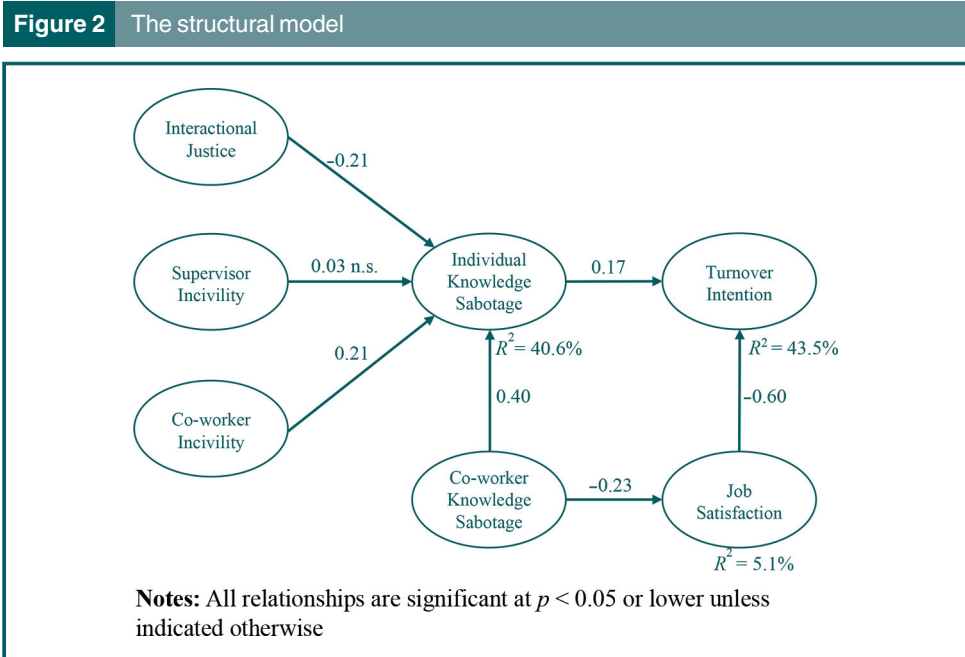 Figure 2 The structural model
Interactional
Justice
−0.21
Supervisor
Incivility
0.03 n.s.
Individual
Knowledge
Sabotage
0.17
Turnover
Intention
R² = 40.6%
R² = 43.5%
0.21
0.40
−0.60
Co-worker
Incivility
Co-worker
Knowledge
Sabotage
−0.23
Job
Satisfaction
R² = 5.1%
Notes: All relationships are significant at p < 0.05 or lower unless
indicated otherwise